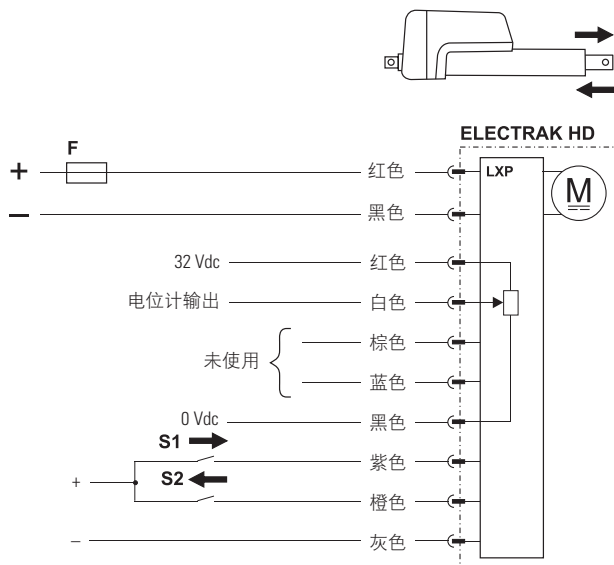 ELECTRAK HD
F
+ 红色 LXP
M
− 黑色
32 Vdc 红色
电位计输出 白色
棕色
未使用
蓝色
0 Vdc 黑色
S1
紫色
+ S2
橙色
− 灰色